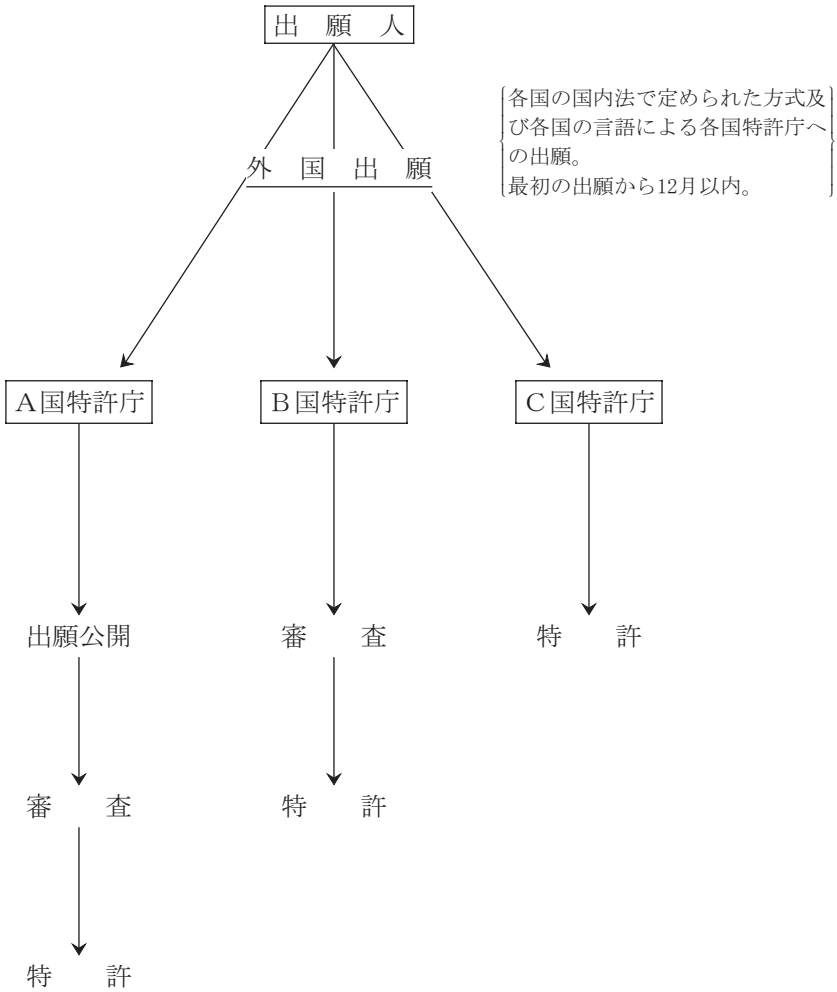 出願人
各国の国内法で定められた方式及
び各国の言語による各国特許庁へ
の出願。
最初の出願から12月以内。
外国出願
A国特許庁
B国特許庁
C国特許庁
出願公開
審査
特許
審査
特許
特許